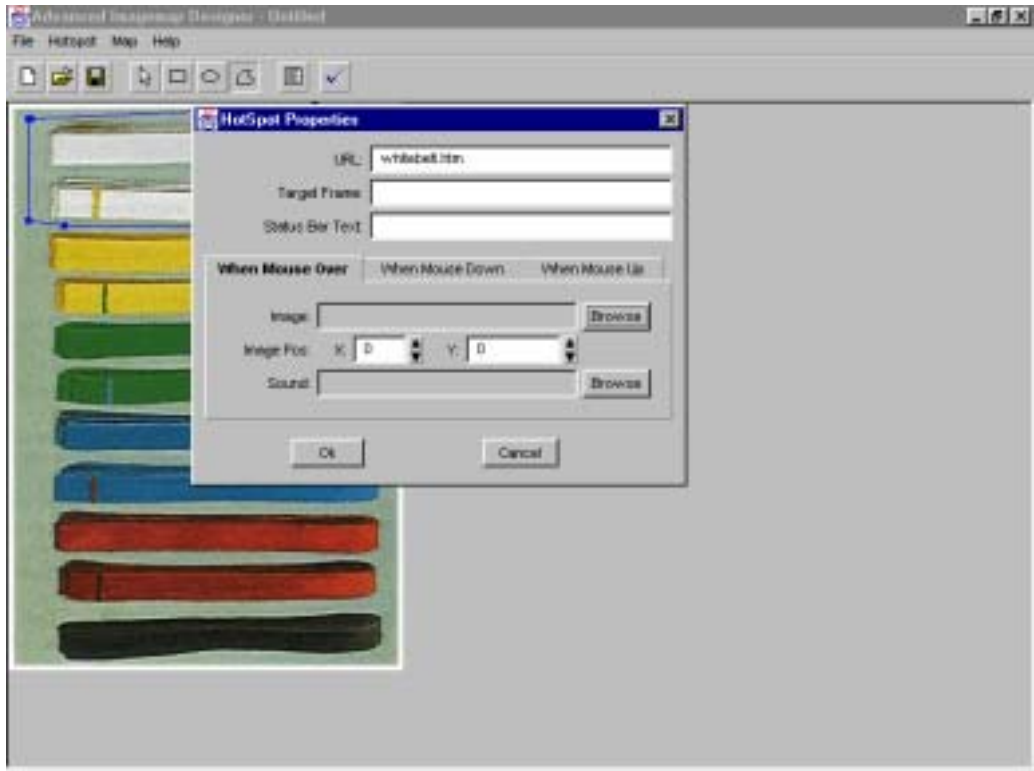 Advanced Imagemap Designer - Untitled
File Hotspot Map Help
HotSpot Properties
URL: whitebelt.htm
Target Frame:
Status Bar Text:
When Mouse Over When Mouse Down When Mouse Up
Image: Browse
Image Pos: X: 0 Y: 0
Sound: Browse
Ok Cancel